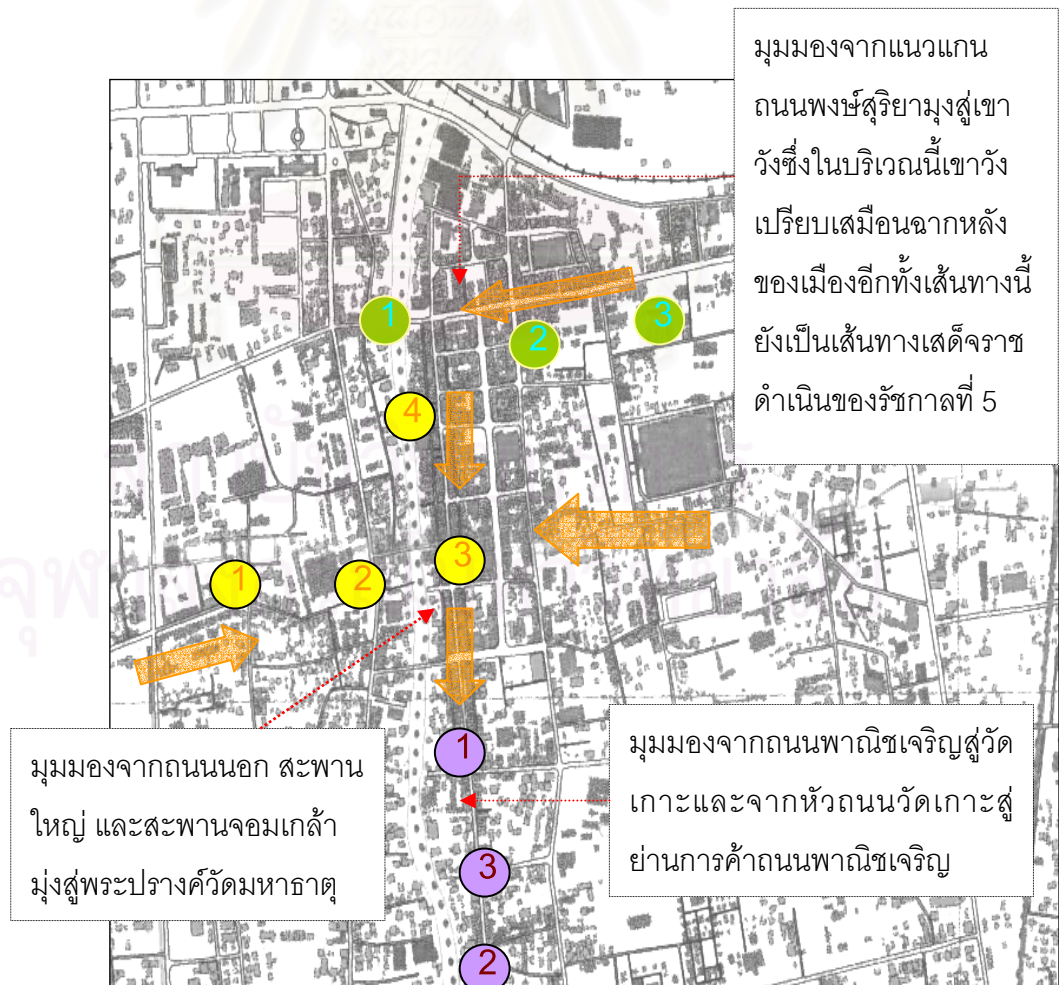 มุมมองจากแนวแกน
ถนนพงษ์สุริยามุงสู่เขา
วังซึ่งในบริเวณนี้เขาวัง
เปรียบเสมือนฉากหลัง
ของเมืองอีกทั้งเส้นทางนี้
ยังเป็นเส้นทางเสด็จราช
ดำเนินของรัชกาลที่ 5
1
2
3
4
3
1
2
1
3
2
มุมมองจากถนนนอก สะพาน
ใหญ่ และสะพานจอมเกล้า
มุ่งสู่พระปรางค์วัดมหาธาตุ
มุมมองจากถนนพาณิชเจริญสู่วัด
เกาะและจากหัวถนนวัดเกาะสู่
ย่านการค้าถนนพาณิชเจริญ